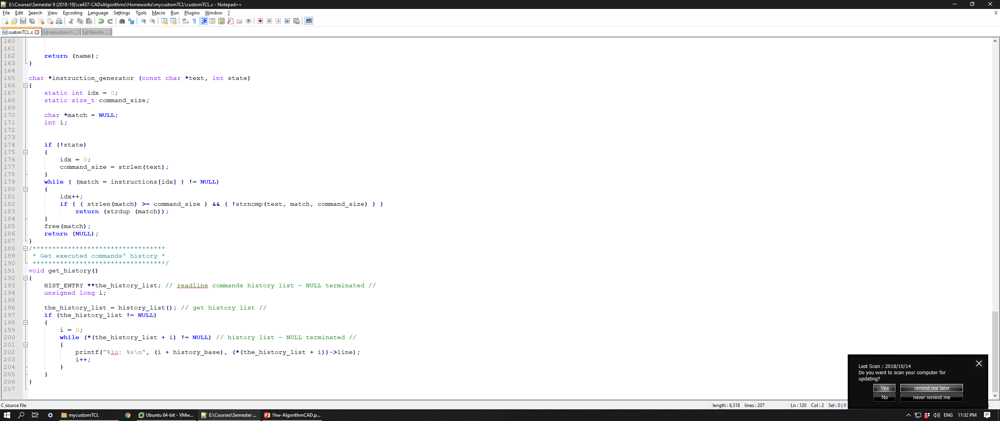 E:\Courses\Semester 9 (2018-19)\ce437-CADsAlgorithms\Homeworks\mycustomTCL\customTCL.c - Notepad++
File Edit Search View Encoding Language Settings Tools Macro Run Plugins Window ? X
ABC
customTCL.c instructions.h Makefile
160
161
162 return (name);
163 }
164
165 char *instruction_generator (const char *text, int state)
166 {
167 static int idx = 0;
168 static size_t command_size;
169
170 char *match = NULL;
171 int i;
172
173
174 if (!state)
175 {
176 idx = 0;
177 command_size = strlen(text);
178 }
179 while ( (match = instructions[idx] ) != NULL)
180 {
181 idx++;
182 if ( ( strlen(match) >= command_size ) && ( !strncmp(text, match, command_size) ) )
183 return (strdup (match));
184 }
185 free(match);
186 return (NULL);
187 }
188 /**********************************
189 * Get executed commands' history *
190 **********************************/
191 void get_history()
192 {
193 HIST_ENTRY **the_history_list; // readline commands history list - NULL terminated //
194 unsigned long i;
195
196 the_history_list = history_list(); // get history list //
197 if (the_history_list != NULL)
198 {
199 i = 0;
200 while (*(the_history_list + i) != NULL) // history list - NULL terminated //
201 {
202 printf("%lu: %s\n", (i + history_base), (*(the_history_list + i))->line);
203 i++;
204 }
205 }
206 }
207
Last Scan : 2018/10/14
Do you want to scan your computer for
updating?
Yes remind me later
No never remind me
C source file length : 6,318 lines : 207 Ln : 120 Col : 2 Sel : 0 | 0
mycustomTCL Ubuntu 64-bit - VMw... E:\Courses\Semester ... 1hw-AlgorithmCAD.p... ENG 11:32 PM